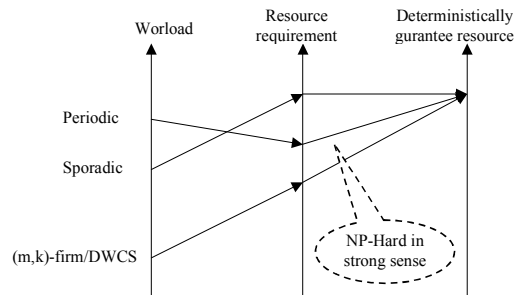 Resource
requirement
Deterministically
gurantee resource
Worload
Periodic
Sporadic
(m,k)-firm/DWCS
NP-Hard in
strong sense